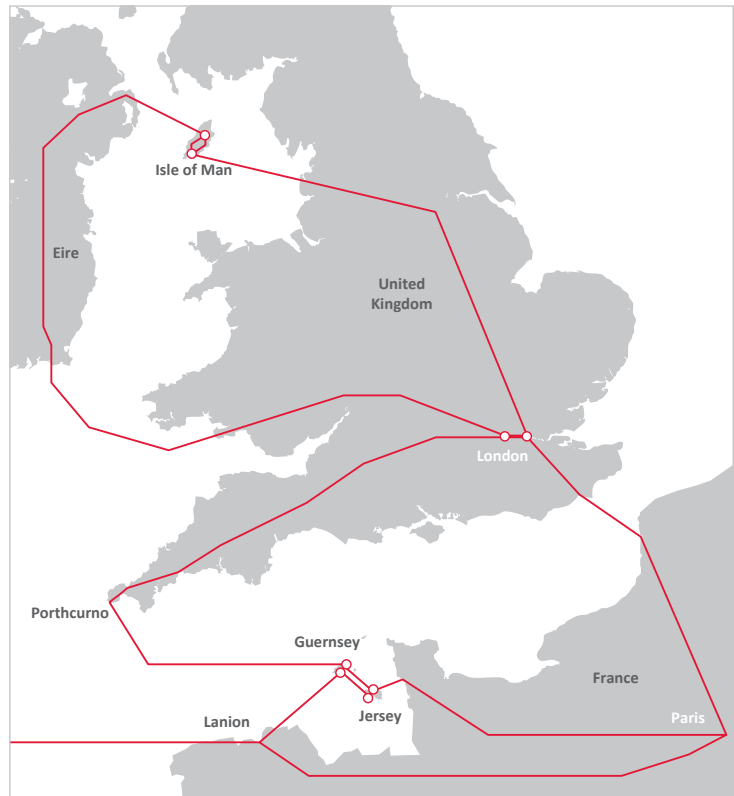 Isle of Man
Eire
United
Kingdom
London
Porthcurno
Guernsey
France
Jersey
Lanion
Paris